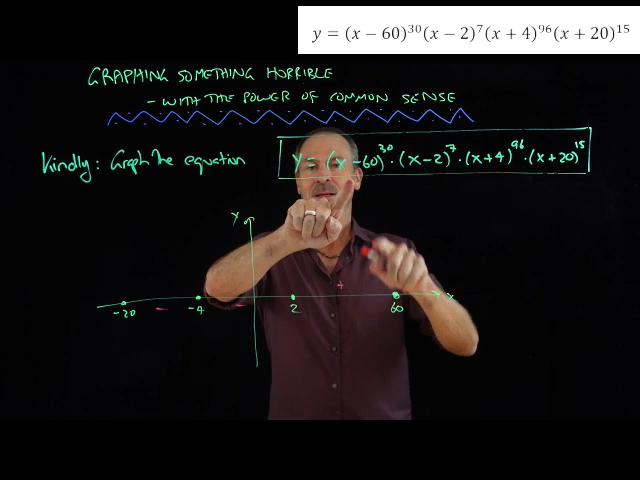 y = (x − 60)³⁰(x − 2)⁷(x + 4)⁹⁶(x + 20)¹⁵
GRAPHING SOMETHING HORRIBLE
- WITH THE POWER OF COMMON SENSE
Kindly: Graph the equation y = (x-60)³⁰·(x-2)⁷·(x+4)⁹⁶·(x+20)¹⁵
y
+
x
-20 - -4 - 2 60